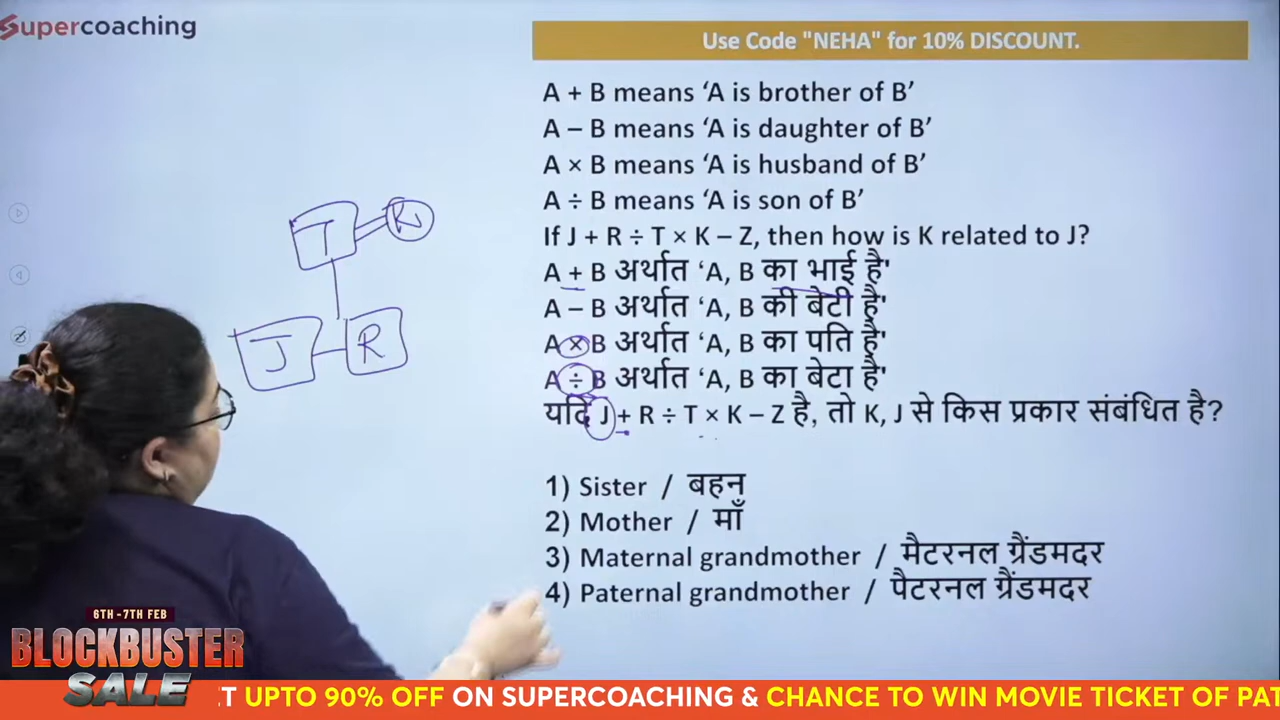 Supercoaching
Use Code "NEHA" for 10% DISCOUNT.
A + B means ‘A is brother of B’
A – B means ‘A is daughter of B’
A × B means ‘A is husband of B’
A ÷ B means ‘A is son of B’
If J + R ÷ T × K – Z, then how is K related to J?
A + B अर्थात ‘A, B का भाई है'
A – B अर्थात ‘A, B की बेटी है'
A × B अर्थात ‘A, B का पति है'
A ÷ B अर्थात ‘A, B का बेटा है'
यदि J + R ÷ T × K – Z है, तो K, J से किस प्रकार संबंधित है?
1) Sister / बहन
2) Mother / माँ
3) Maternal grandmother / मैटरनल ग्रैंडमदर
4) Paternal grandmother / पैटरनल ग्रैंडमदर
T K
J R
6TH -7TH FEB
BLOCKBUSTER
SALE
UPTO 90% OFF ON SUPERCOACHING & CHANCE TO WIN MOVIE TICKET OF